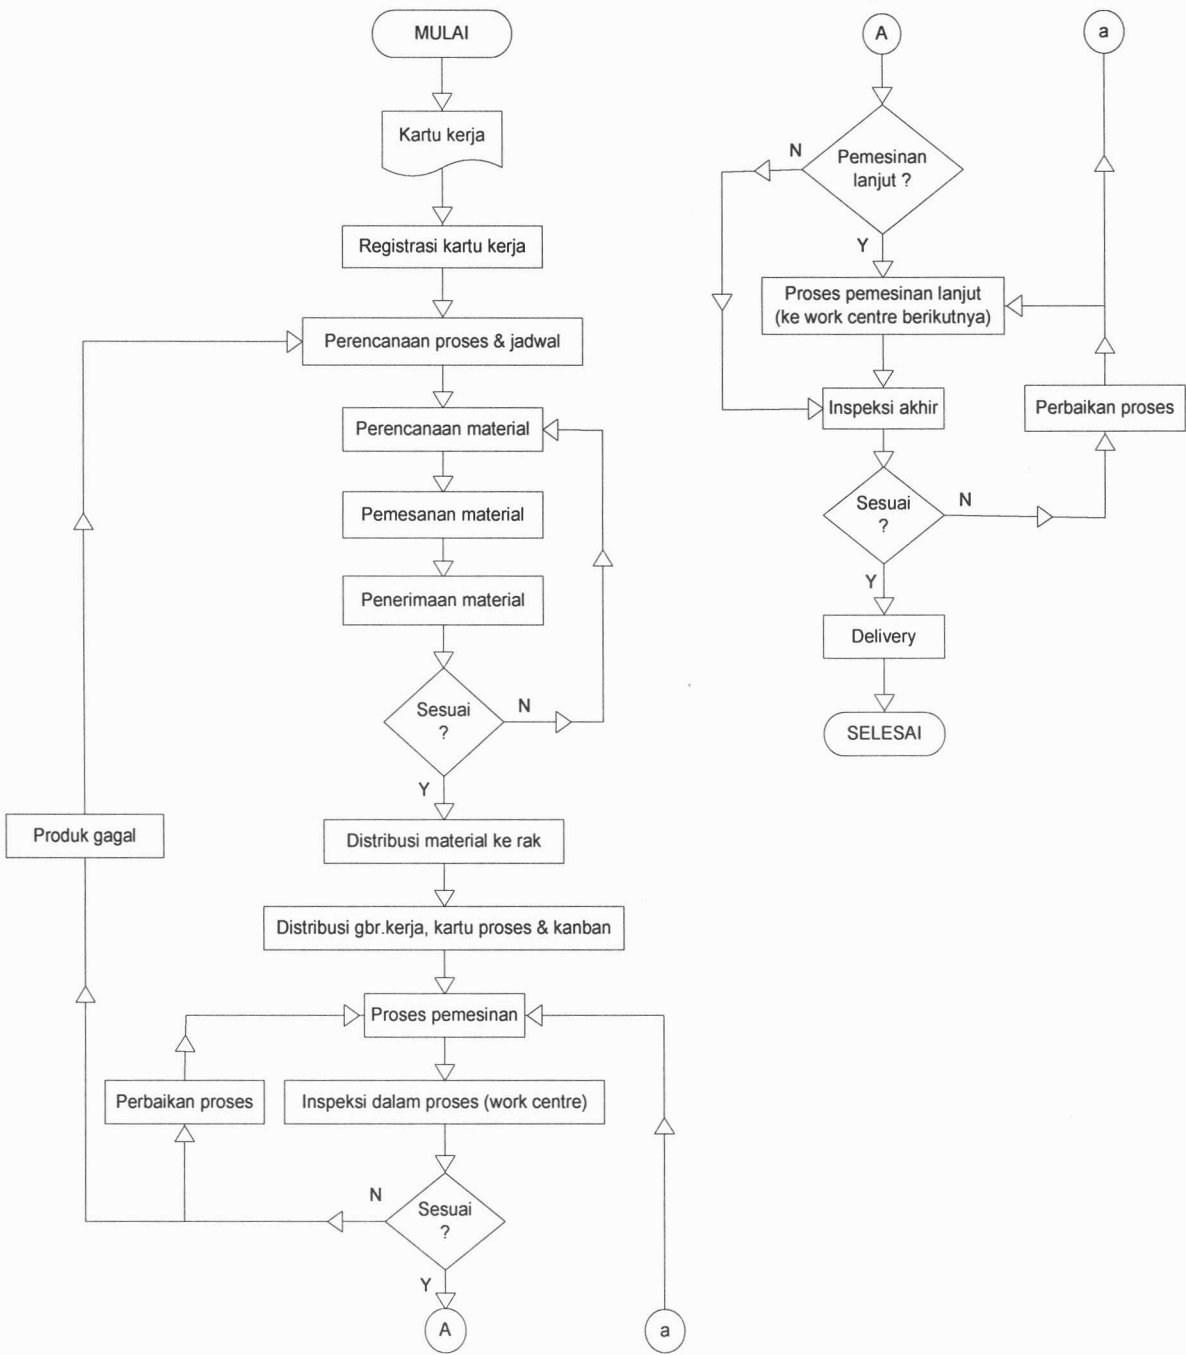 MULAI
Kartu kerja
Registrasi kartu kerja
Perencanaan proses & jadwal
Perencanaan material
Pemesanan material
Penerimaan material
Sesuai
?
N
Y
Produk gagal
Distribusi material ke rak
Distribusi gbr.kerja, kartu proses & kanban
Proses pemesinan
Perbaikan proses
Inspeksi dalam proses (work centre)
N
Sesuai
?
Y
A
a
A
a
N
Pemesinan
lanjut ?
Y
Proses pemesinan lanjut
(ke work centre berikutnya)
Inspeksi akhir
Perbaikan proses
Sesuai
?
N
Y
Delivery
SELESAI